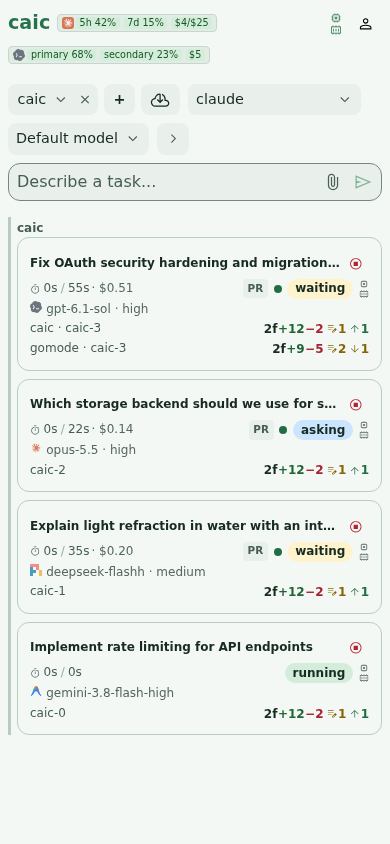 caic 5h 42% 7d 15% $4/$25
primary 68% secondary 23% $5
caic × + claude
Default model
Describe a task...
caic
Fix OAuth security hardening and migration…
0s / 55s · $0.51 PR waiting
gpt-6.1-sol · high
caic · caic-3 2f+12−2 1 ↑1
gomode · caic-3 2f+9−5 2 ↓1
Which storage backend should we use for s…
0s / 22s · $0.14 PR asking
opus-5.5 · high
caic-2 2f+12−2 1 ↑1
Explain light refraction in water with an int…
0s / 35s · $0.20 PR waiting
deepseek-flashh · medium
caic-1 2f+12−2 1 ↑1
Implement rate limiting for API endpoints
0s / 0s running
gemini-3.8-flash-high
caic-0 2f+12−2 1 ↑1